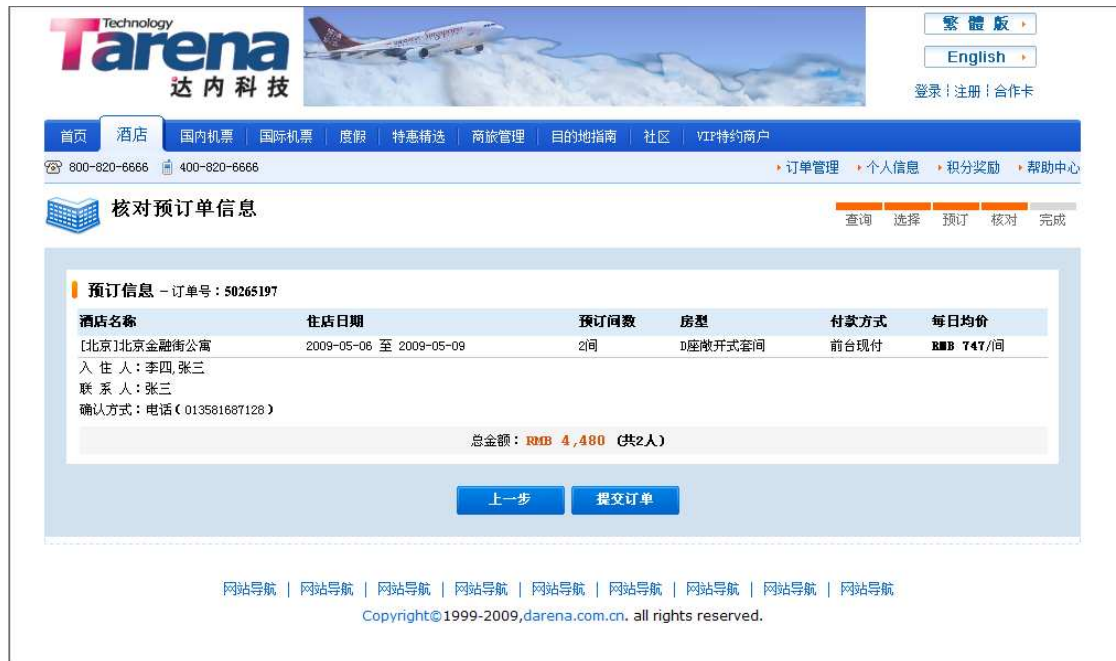 Technology
Tarena
达内科技
繁體版
English
登录 | 注册 | 合作卡
首页 酒店 国内机票 国际机票 度假 特惠精选 商旅管理 目的地指南 社区 VIP特约商户
800-820-6666 400-820-6666 订单管理 个人信息 积分奖励 帮助中心
核对预订单信息
查询 选择 预订 核对 完成
预订信息 - 订单号：50265197
酒店名称 住店日期 预订间数 房型 付款方式 每日均价
[北京]北京金融街公寓 2009-05-06 至 2009-05-09 2间 D座敞开式套间 前台现付 RMB 747/间
入 住 人：李四,张三
联 系 人：张三
确认方式：电话(013581687128)
总金额：RMB 4,480 (共2人)
上一步 提交订单
网站导航 | 网站导航 | 网站导航 | 网站导航 | 网站导航 | 网站导航 | 网站导航 | 网站导航 | 网站导航
Copyright©1999-2009,darena.com.cn. all rights reserved.